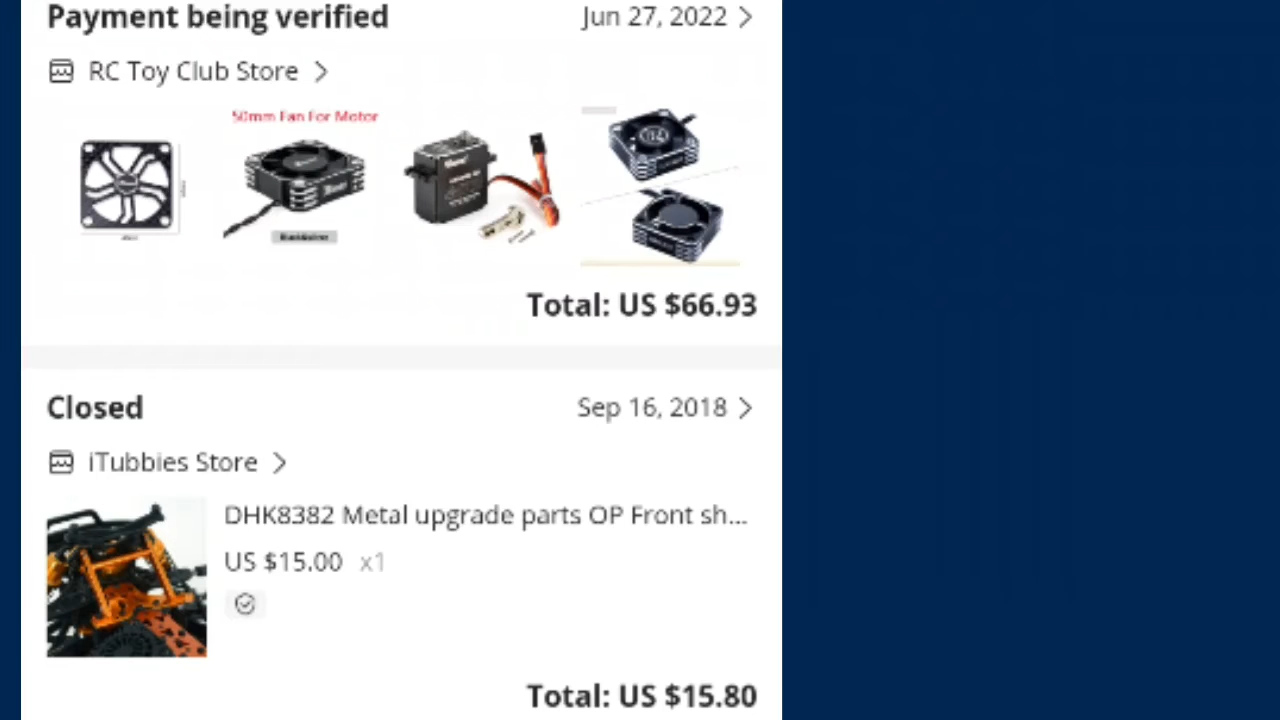 Payment being verified
Jun 27, 2022
RC Toy Club Store
50mm Fan For Motor
Total: US $66.93
Closed
Sep 16, 2018
iTubbies Store
DHK8382 Metal upgrade parts OP Front sh...
US $15.00 x1
Total: US $15.80